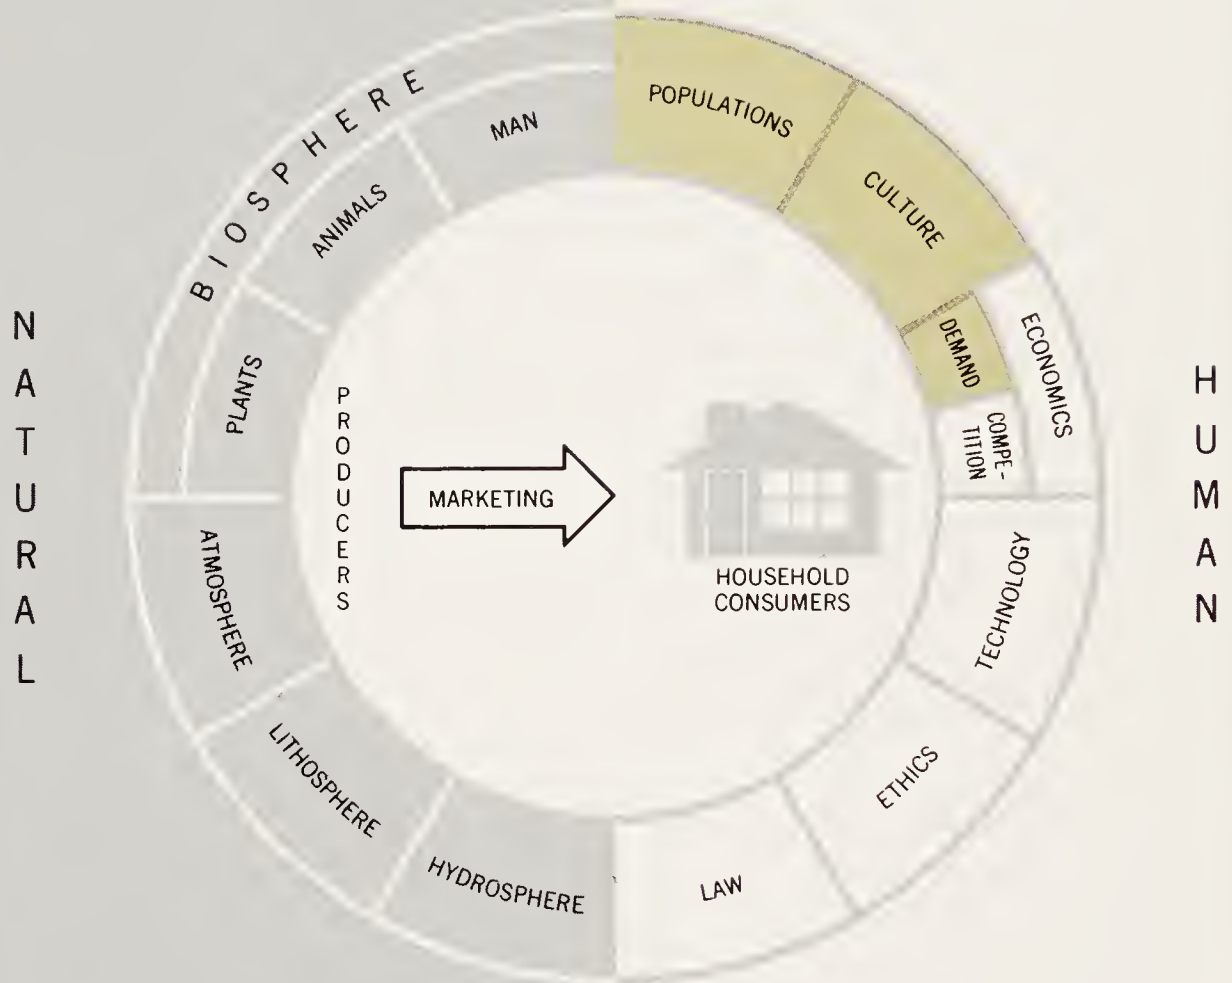 NATURAL
BIOSPHERE
MAN
ANIMALS
PLANTS
ATMOSPHERE
LITHOSPHERE
HYDROSPHERE
PRODUCERS
MARKETING
HOUSEHOLD
CONSUMERS
POPULATIONS
CULTURE
DEMAND
COMPE-
TITION
ECONOMICS
TECHNOLOGY
ETHICS
LAW
HUMAN